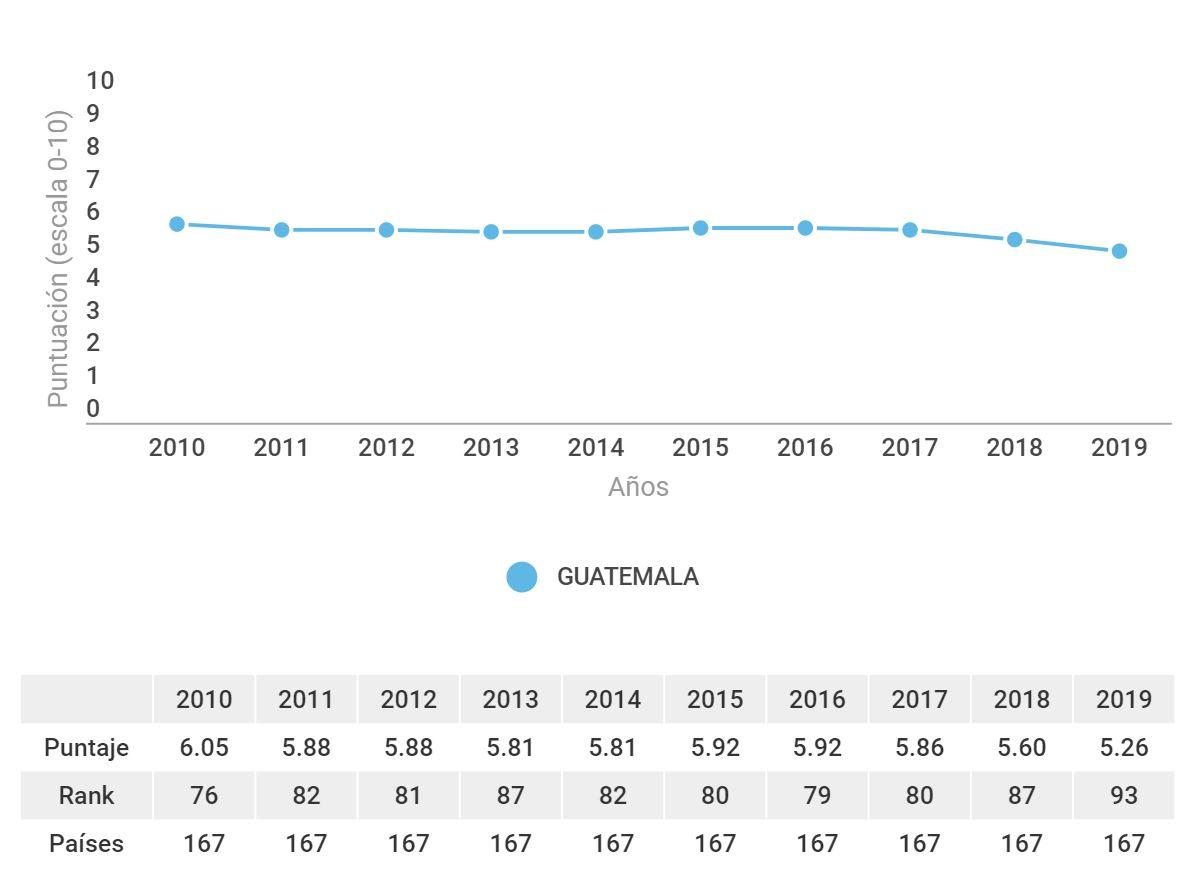 10
9
8
7
6
5
4
3
2
1
0
Puntuación (escala 0-10)
2010 2011 2012 2013 2014 2015 2016 2017 2018 2019
Años
GUATEMALA
2010 2011 2012 2013 2014 2015 2016 2017 2018 2019
Puntaje 6.05 5.88 5.88 5.81 5.81 5.92 5.92 5.86 5.60 5.26
Rank 76 82 81 87 82 80 79 80 87 93
Países 167 167 167 167 167 167 167 167 167 167